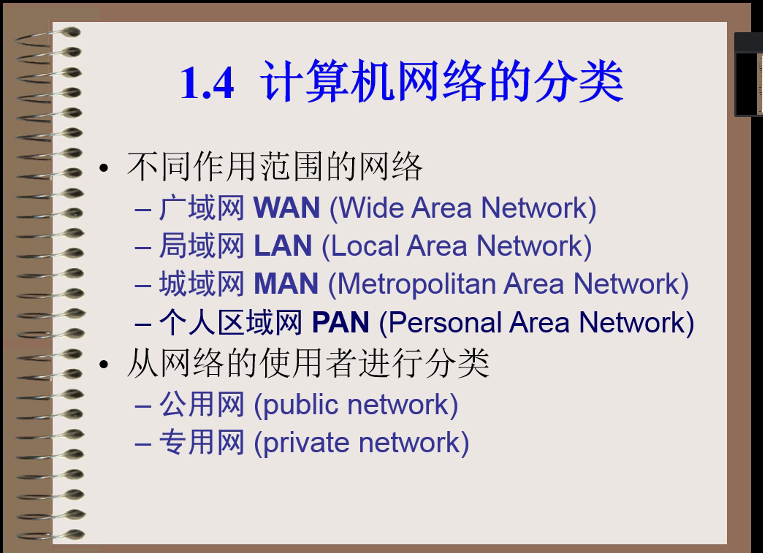 1.4 计算机网络的分类
• 不同作用范围的网络
– 广域网 WAN (Wide Area Network)
– 局域网 LAN (Local Area Network)
– 城域网 MAN (Metropolitan Area Network)
– 个人区域网 PAN (Personal Area Network)
• 从网络的使用者进行分类
– 公用网 (public network)
– 专用网 (private network)